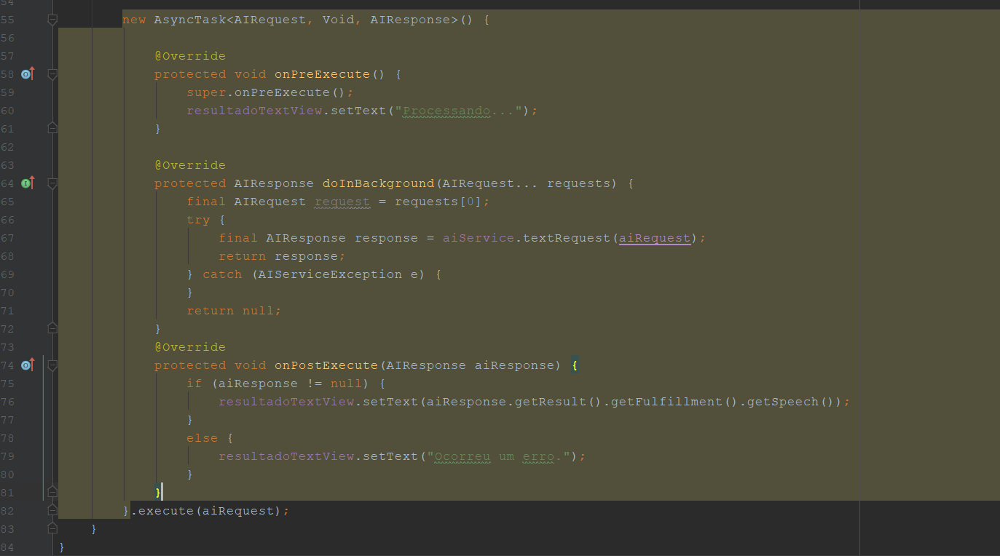 54
55 new AsyncTask<AIRequest, Void, AIResponse>() {
56
57 @Override
58 protected void onPreExecute() {
59 super.onPreExecute();
60 resultadoTextView.setText("Processando...");
61 }
62
63 @Override
64 protected AIResponse doInBackground(AIRequest... requests) {
65 final AIRequest request = requests[0];
66 try {
67 final AIResponse response = aiService.textRequest(aiRequest);
68 return response;
69 } catch (AIServiceException e) {
70 }
71 return null;
72 }
73 @Override
74 protected void onPostExecute(AIResponse aiResponse) {
75 if (aiResponse != null) {
76 resultadoTextView.setText(aiResponse.getResult().getFulfillment().getSpeech());
77 }
78 else {
79 resultadoTextView.setText("Ocorreu um erro.");
80 }
81 }
82 }.execute(aiRequest);
83 }
84 }